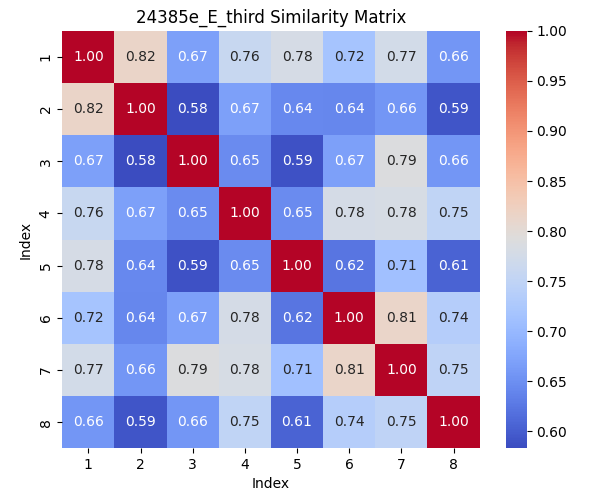 24385e_E_third Similarity Matrix
1 1.00 0.82 0.67 0.76 0.78 0.72 0.77 0.66
2 0.82 1.00 0.58 0.67 0.64 0.64 0.66 0.59
3 0.67 0.58 1.00 0.65 0.59 0.67 0.79 0.66
4 0.76 0.67 0.65 1.00 0.65 0.78 0.78 0.75
5 0.78 0.64 0.59 0.65 1.00 0.62 0.71 0.61
6 0.72 0.64 0.67 0.78 0.62 1.00 0.81 0.74
7 0.77 0.66 0.79 0.78 0.71 0.81 1.00 0.75
8 0.66 0.59 0.66 0.75 0.61 0.74 0.75 1.00
1 2 3 4 5 6 7 8
Index
Index
1.00
0.95
0.90
0.85
0.80
0.75
0.70
0.65
0.60